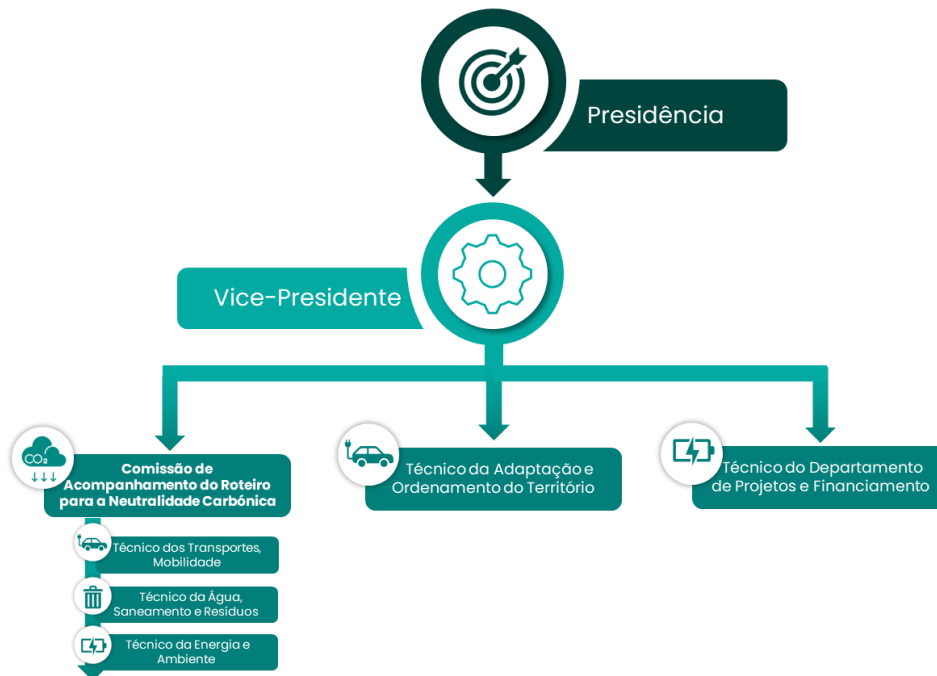 Presidência
Vice-Presidente
CO₂
Comissão de
Acompanhamento do Roteiro
para a Neutralidade Carbónica
Técnico dos Transportes,
Mobilidade
Técnico da Água,
Saneamento e Resíduos
Técnico da Energia e
Ambiente
Técnico da Adaptação e
Ordenamento do Território
Técnico do Departamento
de Projetos e Financiamento